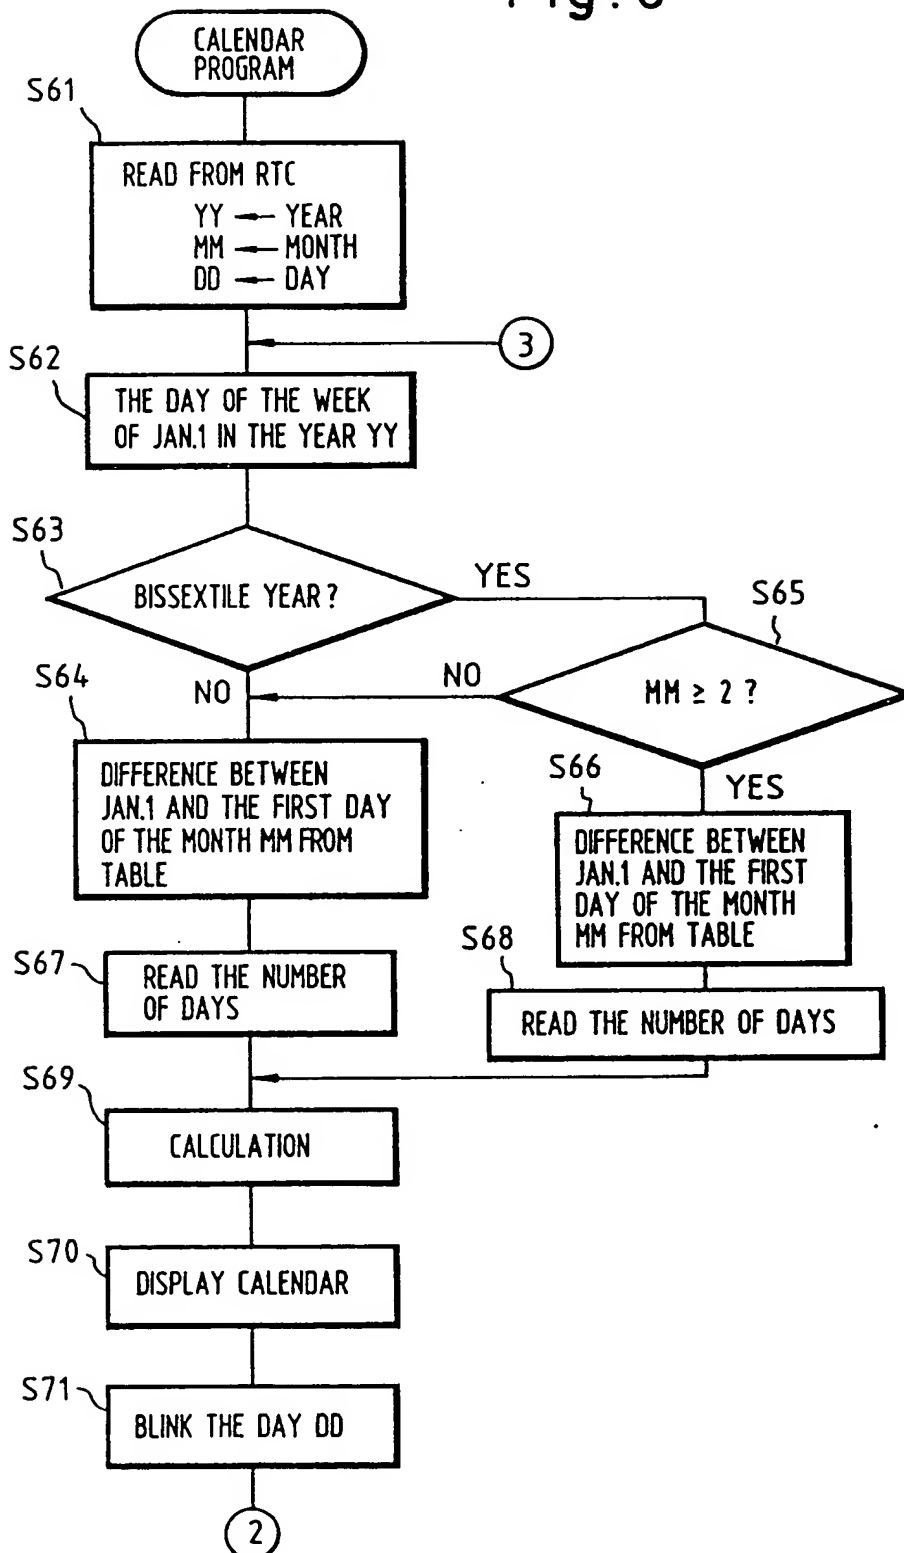 CALENDAR
PROGRAM
S61
READ FROM RTC
YY ← YEAR
MM ← MONTH
DD ← DAY
3
S62
THE DAY OF THE WEEK
OF JAN.1 IN THE YEAR YY
S63
BISSEXTILE YEAR?
YES
S65
MM ≥ 2 ?
NO
NO
YES
S64
DIFFERENCE BETWEEN
JAN.1 AND THE FIRST DAY
OF THE MONTH MM FROM
TABLE
S66
DIFFERENCE BETWEEN
JAN.1 AND THE FIRST
DAY OF THE MONTH
MM FROM TABLE
S67
READ THE NUMBER
OF DAYS
S68
READ THE NUMBER OF DAYS
S69
CALCULATION
S70
DISPLAY CALENDAR
S71
BLINK THE DAY DD
2